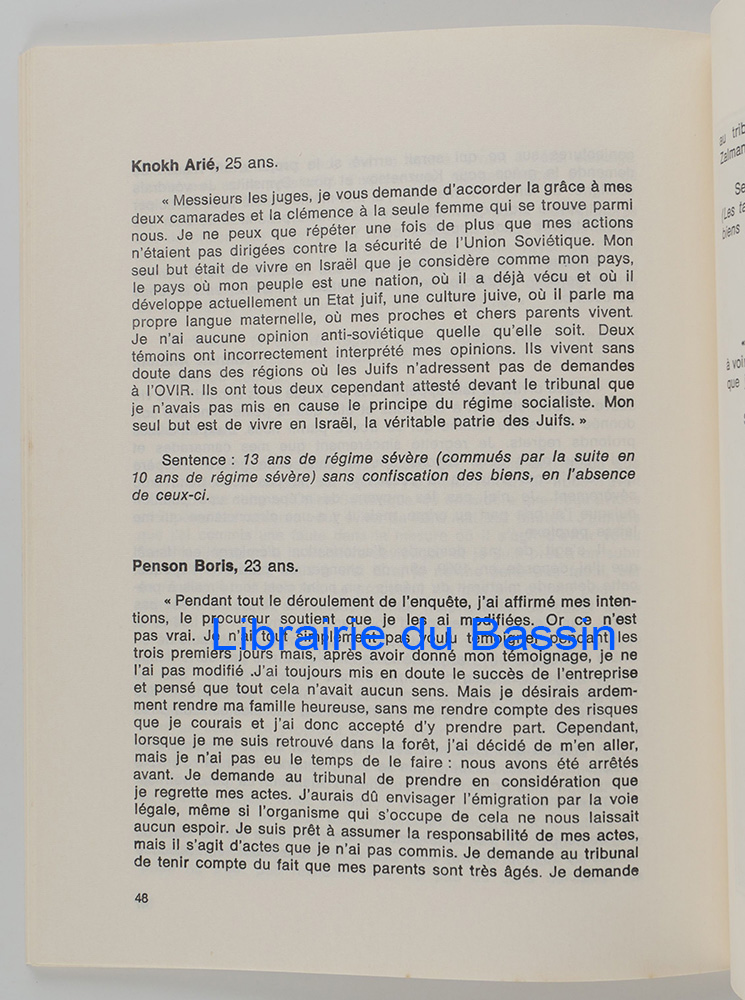 Knokh Arié, 25 ans.
« Messieurs les juges, je vous demande d'accorder la grâce à mes
deux camarades et la clémence à la seule femme qui se trouve parmi
nous. Je ne peux que répéter une fois de plus que mes actions
n'étaient pas dirigées contre la sécurité de l'Union Soviétique. Mon
seul but était de vivre en Israël que je considère comme mon pays,
le pays où mon peuple est une nation, où il a déjà vécu et où il
développe actuellement un Etat juif, une culture juive, où il parle ma
propre langue maternelle, où mes proches et chers parents vivent.
Je n'ai aucune opinion anti-soviétique quelle qu'elle soit. Deux
témoins ont incorrectement interprété mes opinions. Ils vivent sans
doute dans des régions où les Juifs n'adressent pas de demandes
à l'OVIR. Ils ont tous deux cependant attesté devant le tribunal que
je n'avais pas mis en cause le principe du régime socialiste. Mon
seul but est de vivre en Israël, la véritable patrie des Juifs. »
Sentence : 13 ans de régime sévère (commués par la suite en
10 ans de régime sévère) sans confiscation des biens, en l'absence
de ceux-ci.
Penson Boris, 23 ans.
« Pendant tout le déroulement de l'enquête, j'ai affirmé mes inten-
tions, le procureur soutient que je les ai modifiées. Or ce n'est
pas vrai. Je n'ai tout simplement pas voulu témoigner pendant les
Librairie du Bassin
trois premiers jours mais, après avoir donné mon témoignage, je ne
l'ai pas modifié .J'ai toujours mis en doute le succès de l'entreprise
et pensé que tout cela n'avait aucun sens. Mais je désirais ardem-
ment rendre ma famille heureuse, sans me rendre compte des risques
que je courais et j'ai donc accepté d'y prendre part. Cependant,
lorsque je me suis retrouvé dans la forêt, j'ai décidé de m'en aller,
mais je n'ai pas eu le temps de le faire : nous avons été arrêtés
avant. Je demande au tribunal de prendre en considération que
je regrette mes actes. J'aurais dû envisager l'émigration par la voie
légale, même si l'organisme qui s'occupe de cela ne nous laissait
aucun espoir. Je suis prêt à assumer la responsabilité de mes actes,
mais il s'agit d'actes que je n'ai pas commis. Je demande au tribunal
de tenir compte du fait que mes parents sont très âgés. Je demande
48
au trib
Zalman
Se
(Les fa
biens
à voi
que